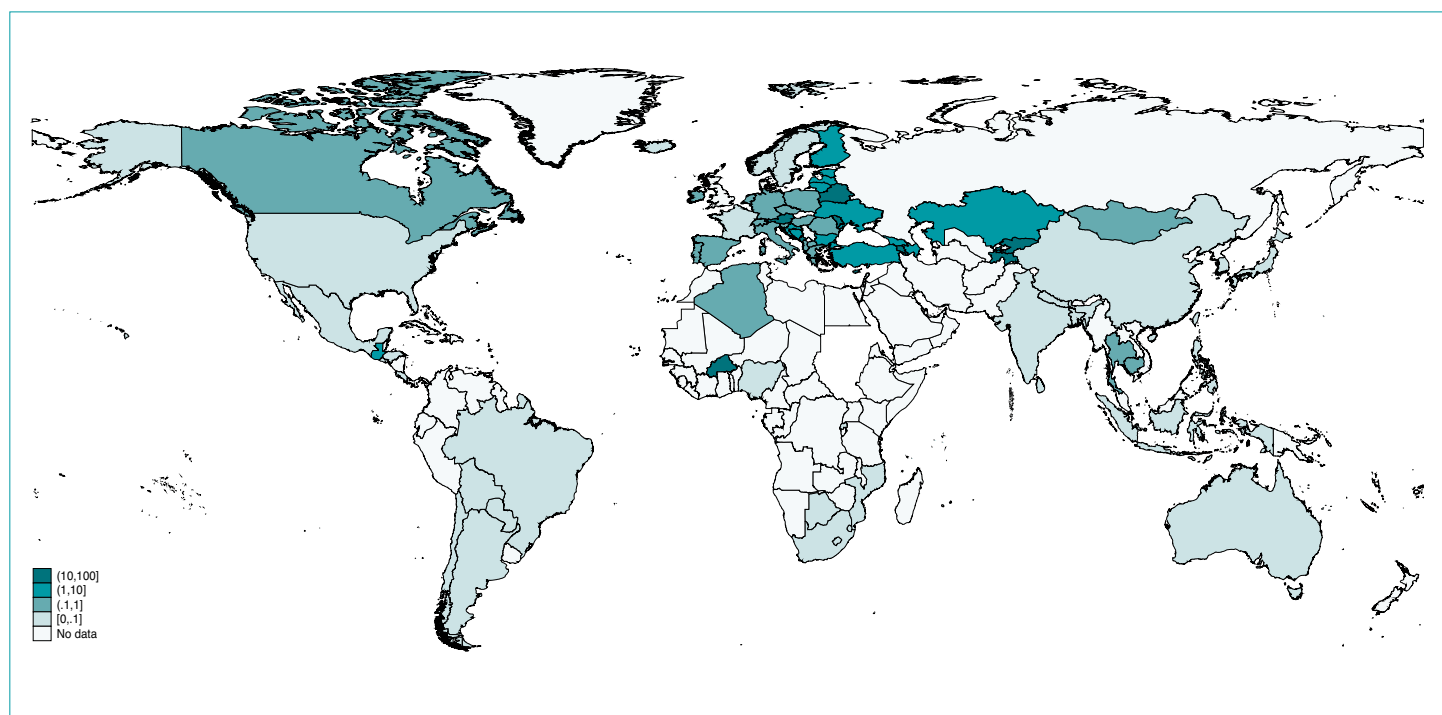 (10,100]
(1,10]
(.1,1]
[0,.1]
No data